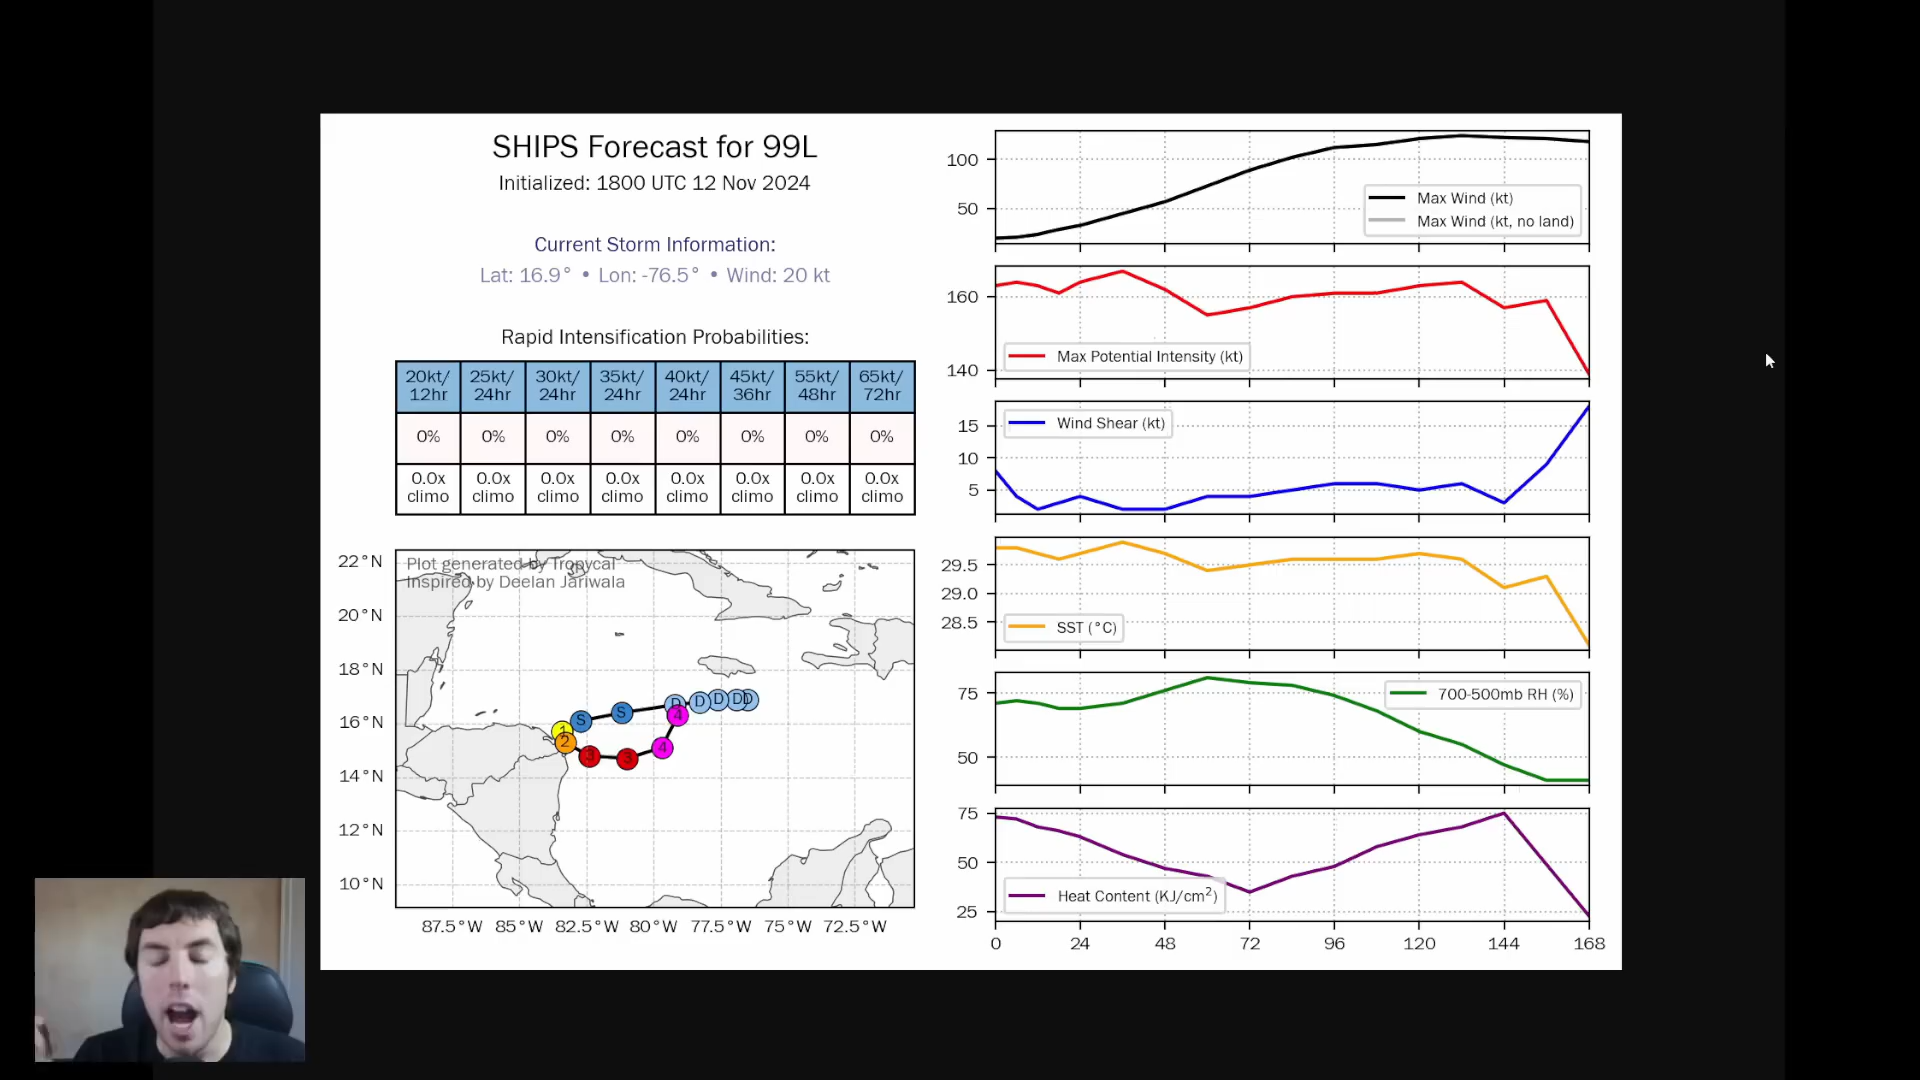 SHIPS Forecast for 99L
Initialized: 1800 UTC 12 Nov 2024
Current Storm Information:
Lat: 16.9° • Lon: -76.5° • Wind: 20 kt
Rapid Intensification Probabilities:
20kt/ 25kt/ 30kt/ 35kt/ 40kt/ 45kt/ 55kt/ 65kt/
12hr 24hr 24hr 24hr 24hr 36hr 48hr 72hr
0% 0% 0% 0% 0% 0% 0% 0%
0.0x 0.0x 0.0x 0.0x 0.0x 0.0x 0.0x 0.0x
climo climo climo climo climo climo climo climo
Plot generated by Tropycal
Inspired by Deelan Jariwala
22°N
20°N
18°N
16°N
14°N
12°N
10°N
S S D D D D D
1 2 3 3 4 4
87.5°W 85°W 82.5°W 80°W 77.5°W 75°W 72.5°W
100
50
Max Wind (kt)
Max Wind (kt, no land)
160
140
Max Potential Intensity (kt)
15
10
5
Wind Shear (kt)
29.5
29.0
28.5
SST (°C)
75
50
700-500mb RH (%)
75
50
25
Heat Content (KJ/cm²)
0 24 48 72 96 120 144 168